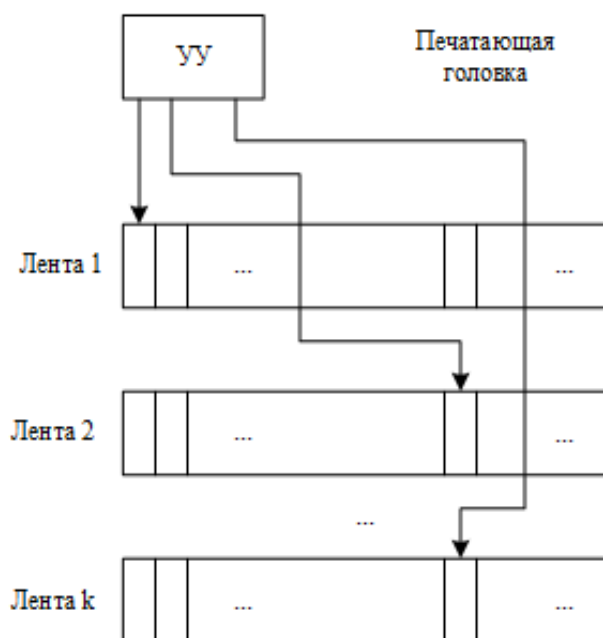 УУ
Печатающая
головка
Лента 1
...
...
Лента 2
...
...
...
Лента k
...
...